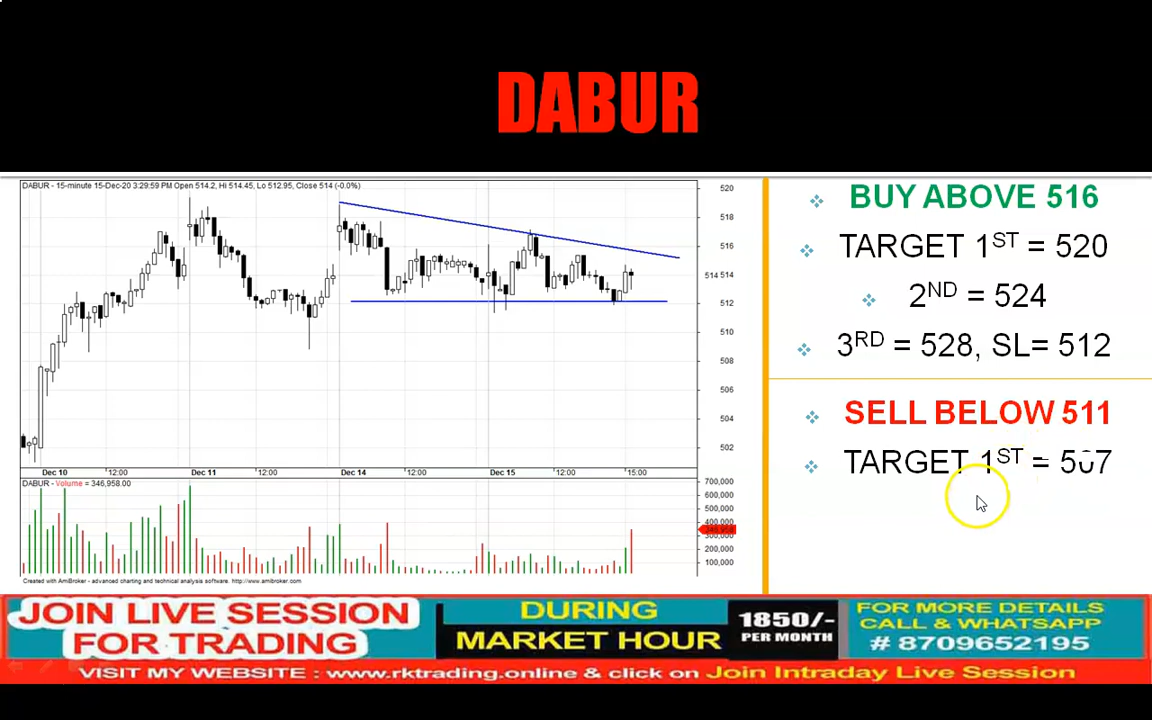 DABUR
DABUR - 15-minute 15-Dec-20 3:29:59 PM Open 514.2, Hi 514.45, Lo 512.95, Close 514 (-0.0%)
520
518
516
514 514
512
510
508
506
504
502
Dec 10 12:00 Dec 11 12:00 Dec 14 12:00 Dec 15 12:00 15:00
DABUR - Volume = 346,958.00
700,000
600,000
500,000
400,000
300,000
200,000
100,000
Created with AmiBroker - advanced charting and technical analysis software. http://www.amibroker.com
BUY ABOVE 516
TARGET 1ST = 520
2ND = 524
3RD = 528, SL= 512
SELL BELOW 511
TARGET 1ST = 507
JOIN LIVE SESSION
FOR TRADING
DURING
MARKET HOUR
1850/-
PER MONTH
FOR MORE DETAILS
CALL & WHATSAPP
# 8709652195
VISIT MY WEBSITE : www.rktrading.online & click on Join Intraday Live Session